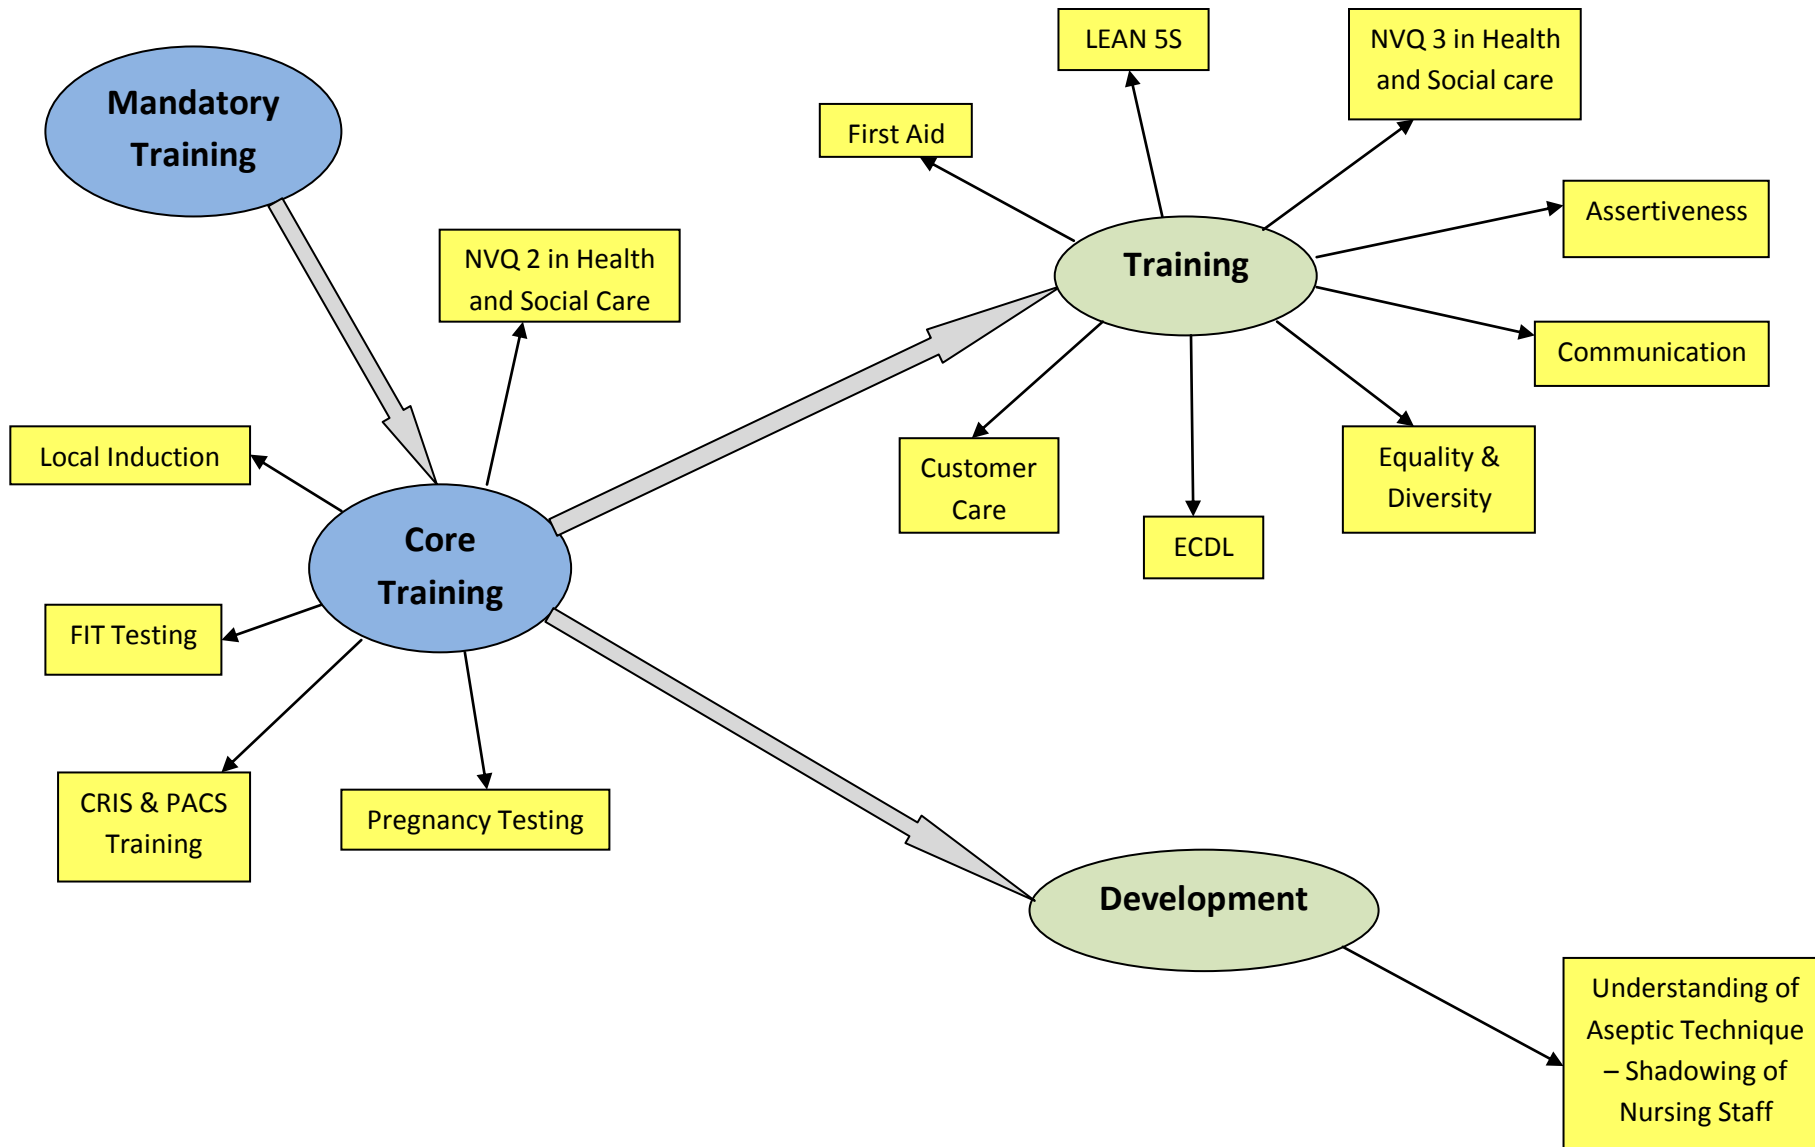 Mandatory
Training
LEAN 5S
NVQ 3 in Health
and Social care
First Aid
Assertiveness
Training
NVQ 2 in Health
and Social Care
Communication
Local Induction
Customer
Care
Equality &
Diversity
ECDL
Core
Training
FIT Testing
CRIS & PACS
Training
Pregnancy Testing
Development
Understanding of
Aseptic Technique
– Shadowing of
Nursing Staff